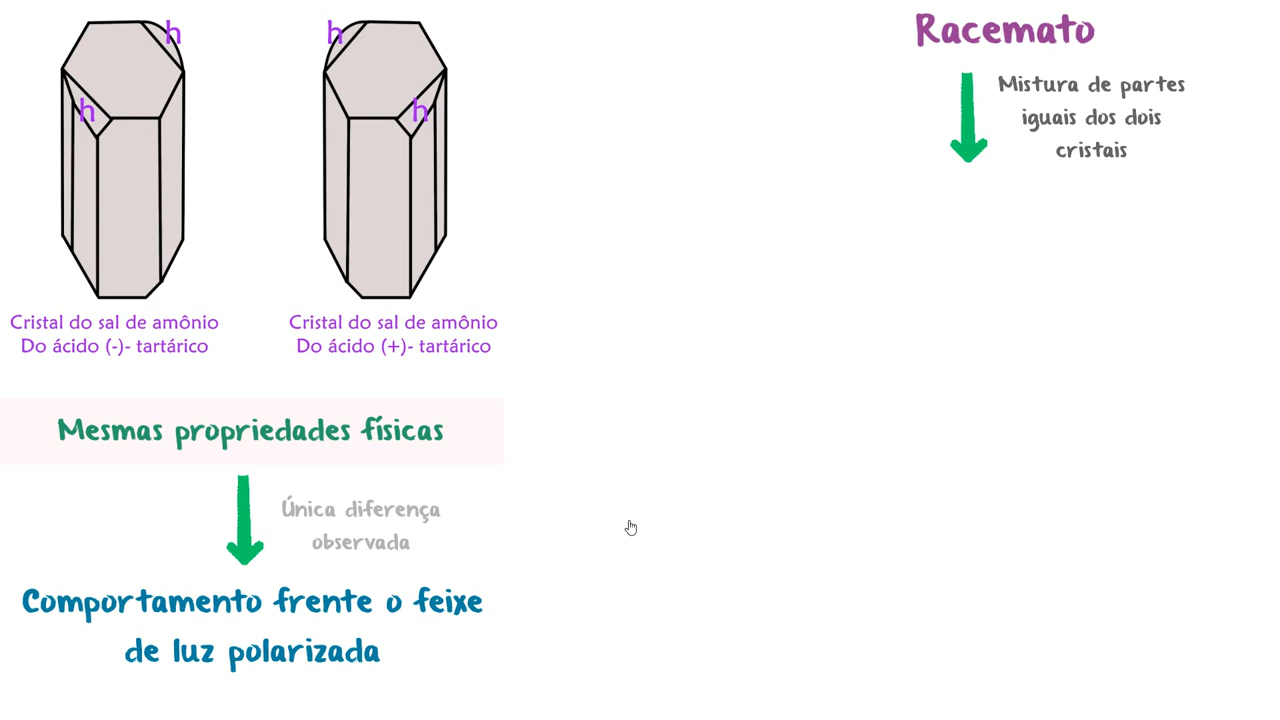 h
h
h
h
Cristal do sal de amônio
Do ácido (-)- tartárico
Cristal do sal de amônio
Do ácido (+)- tartárico
Mesmas propriedades físicas
Única diferença
observada
Comportamento frente o feixe
de luz polarizada
Racemato
Mistura de partes
iguais dos dois
cristais